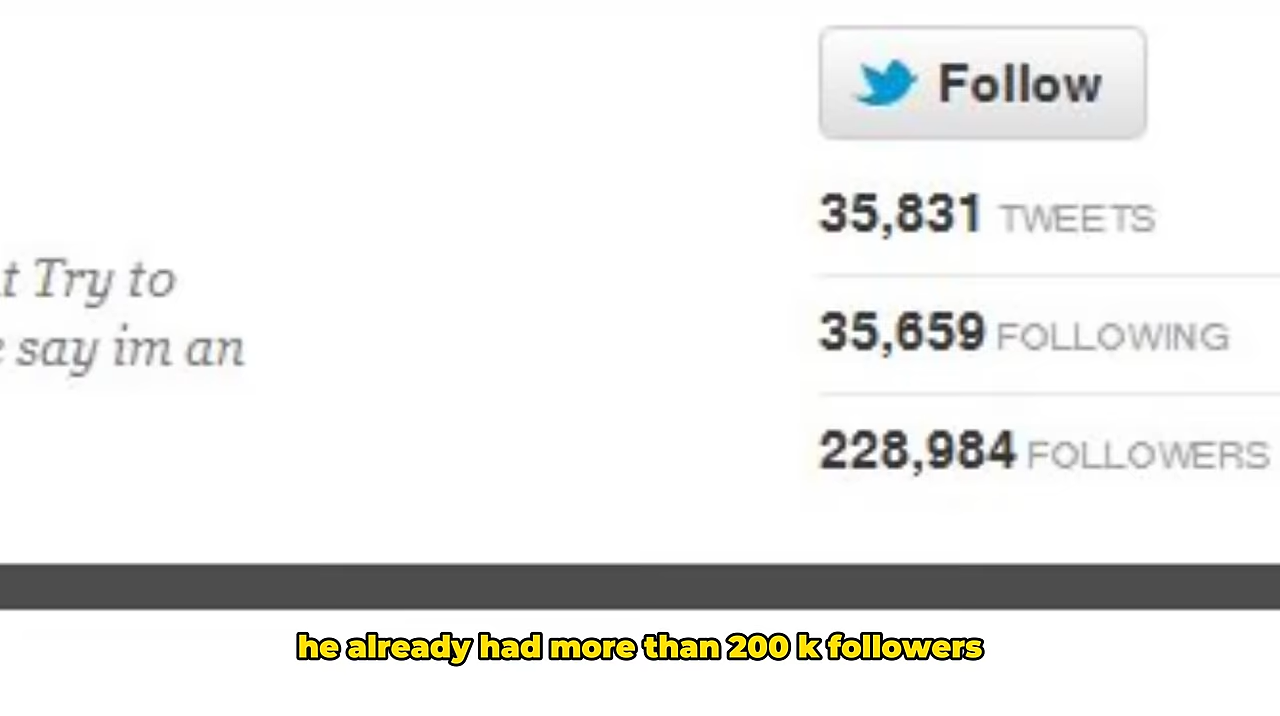 Follow
35,831 TWEETS
t Try to
35,659 FOLLOWING
say im an
228,984 FOLLOWERS
he already had more than 200 k followers